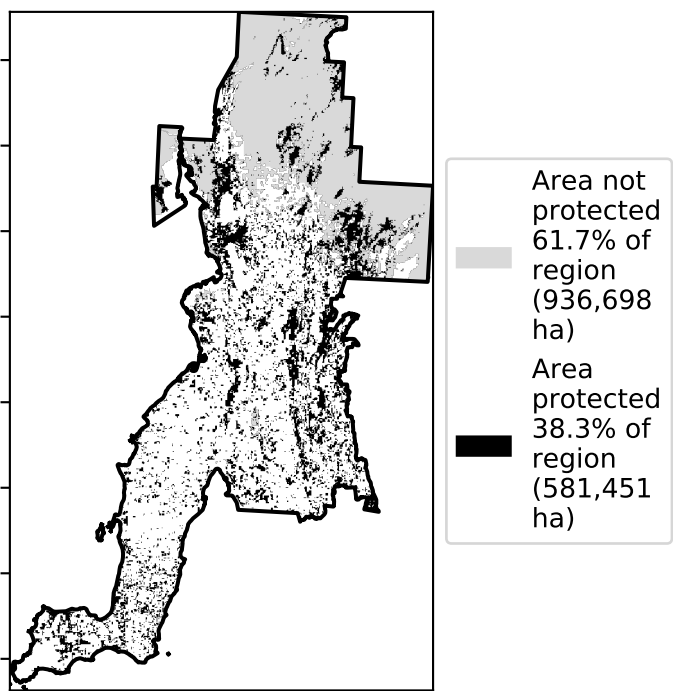 Area not
protected
61.7% of
region
(936,698
ha)
Area
protected
38.3% of
region
(581,451
ha)